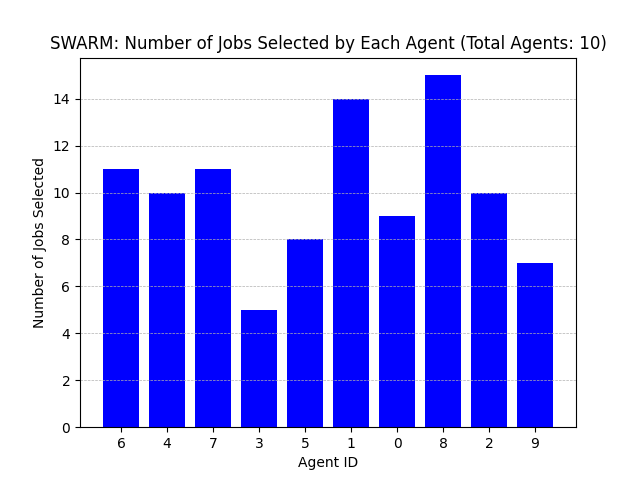 SWARM: Number of Jobs Selected by Each Agent (Total Agents: 10)
Number of Jobs Selected
14
12
10
8
6
4
2
0
6 4 7 3 5 1 0 8 2 9
Agent ID